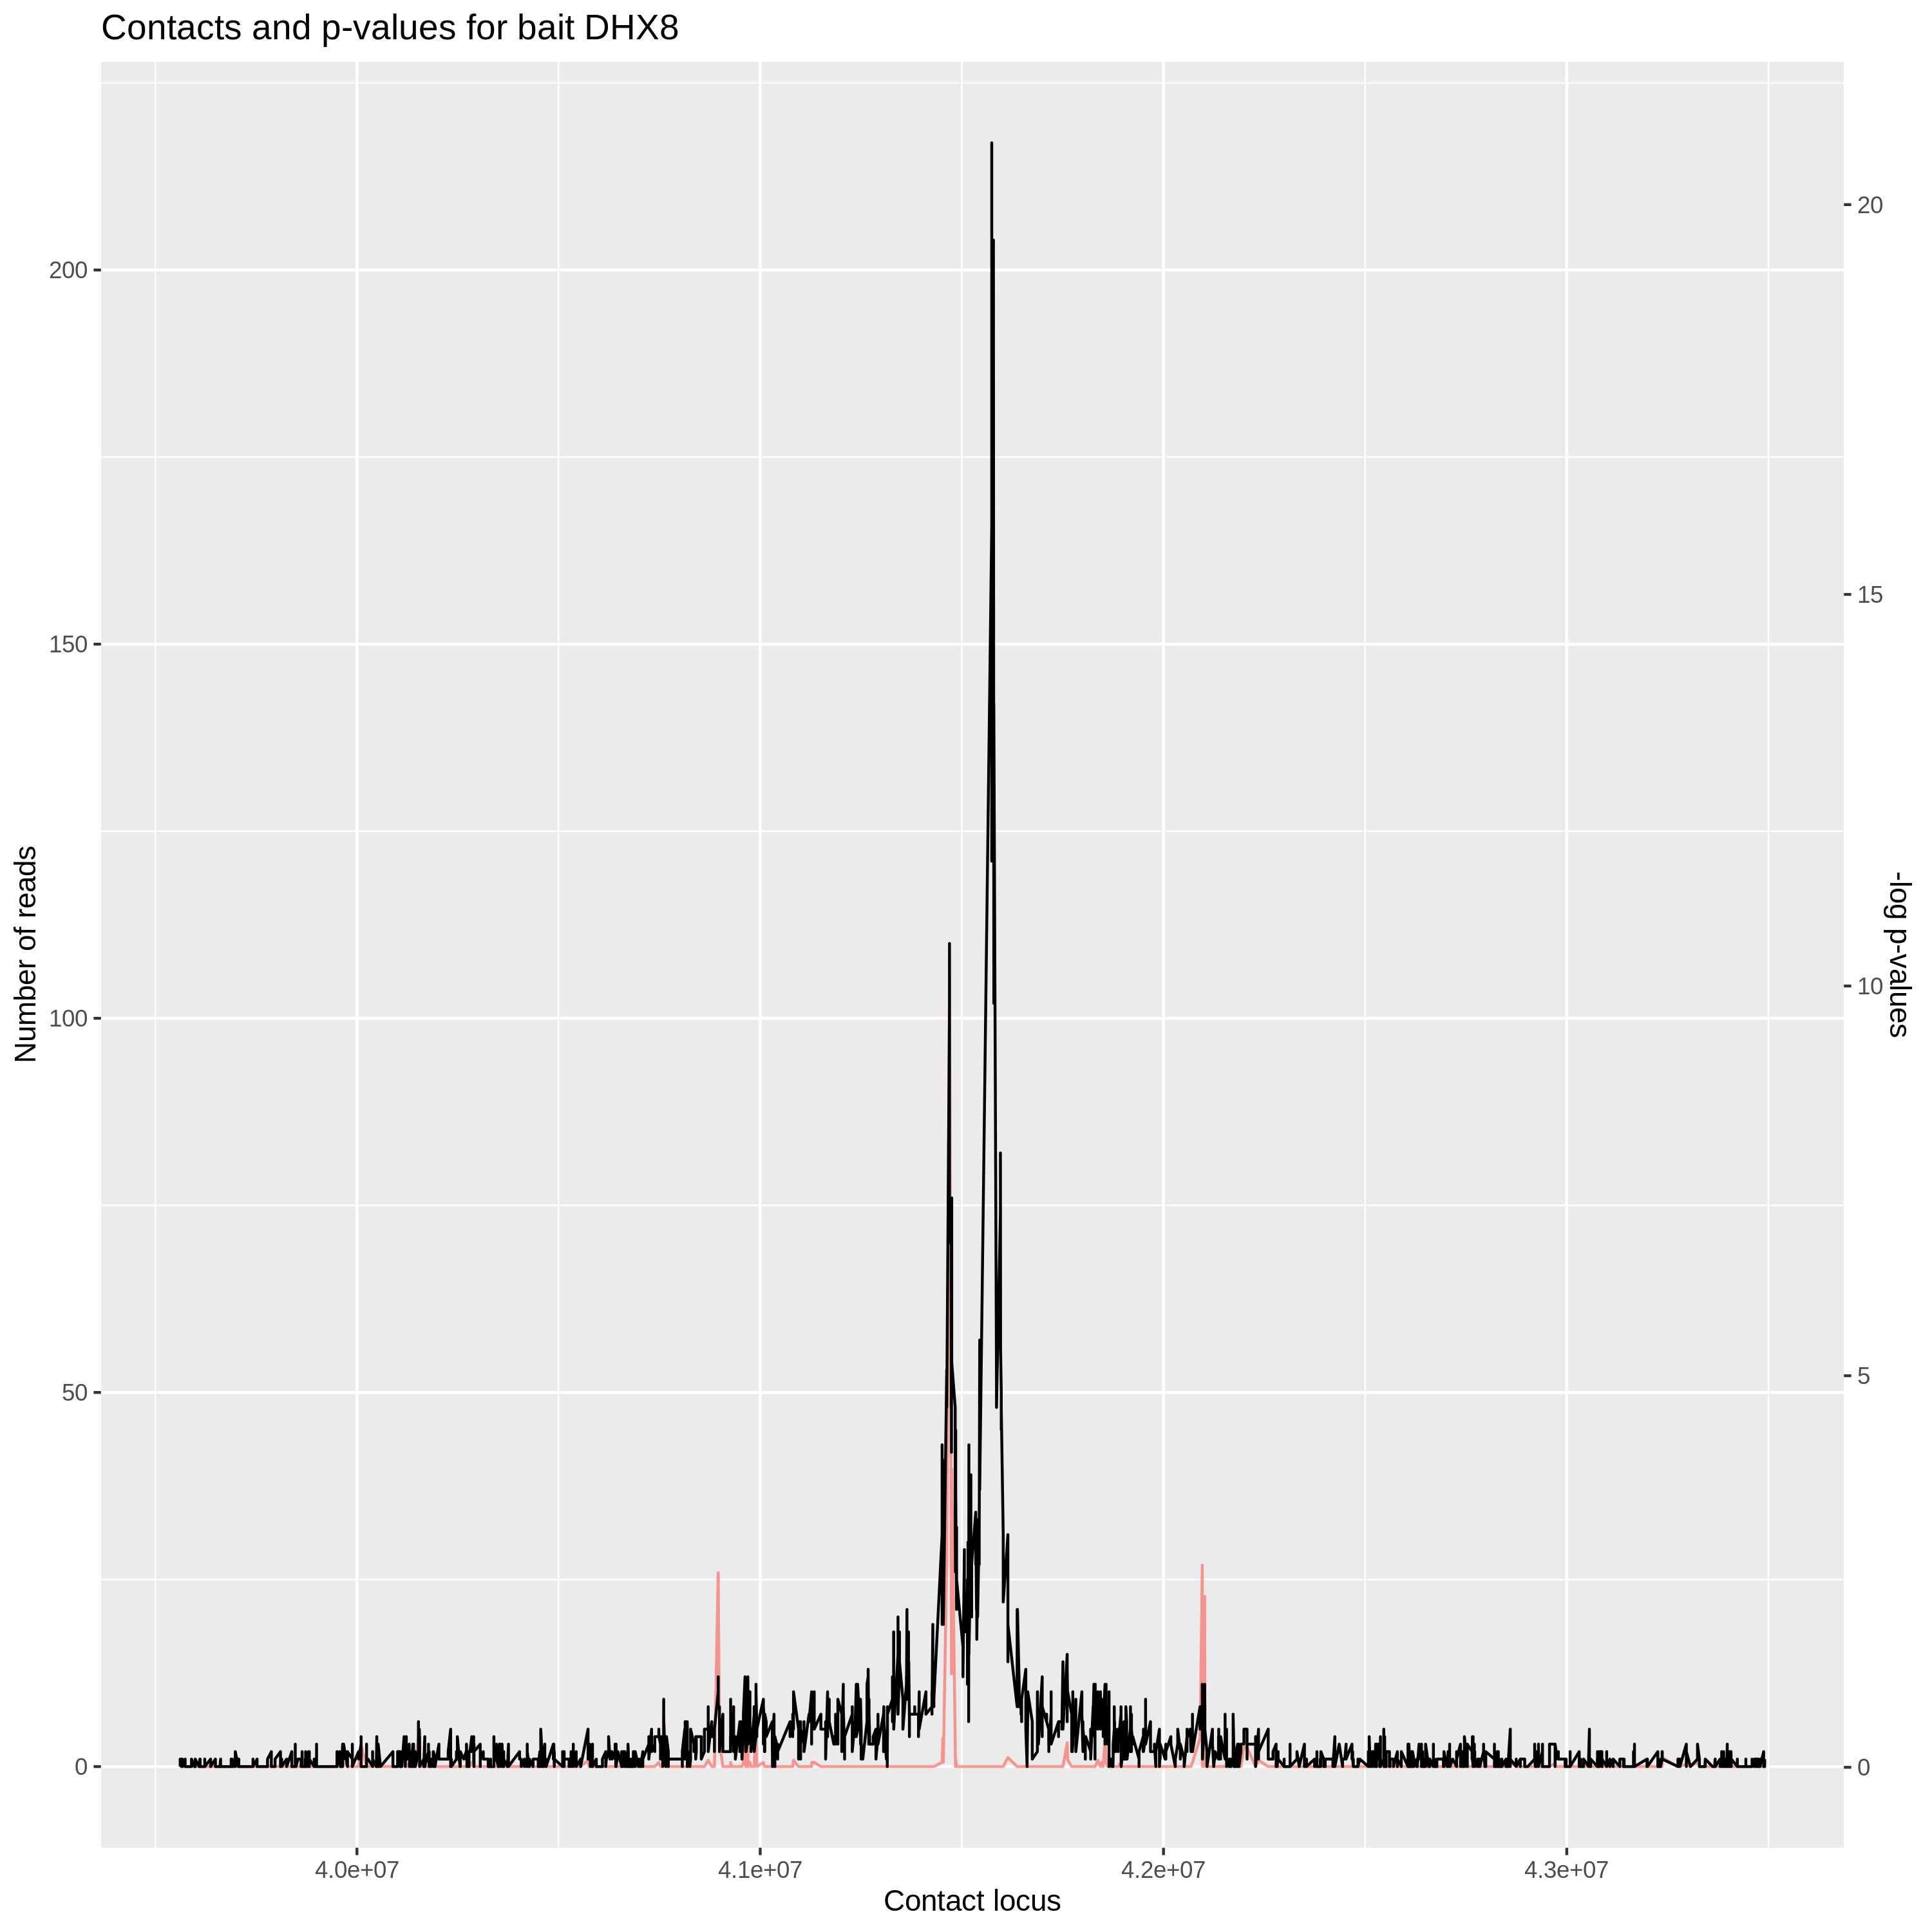 Contacts and p-values for bait DHX8
Number of reads
200
150
100
50
0
20
15
10
5
0
-log p-values
4.0e+07
4.1e+07
4.2e+07
4.3e+07
Contact locus